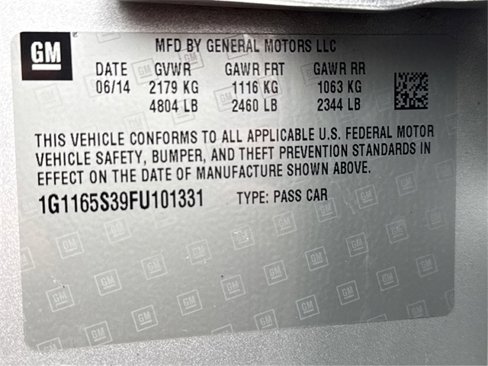 GM
MFD BY GENERAL MOTORS LLC
DATE GVWR GAWR FRT GAWR RR
06/14 2179 KG 1116 KG 1063 KG
4804 LB 2460 LB 2344 LB
THIS VEHICLE CONFORMS TO ALL APPLICABLE U.S. FEDERAL MOTOR
VEHICLE SAFETY, BUMPER, AND THEFT PREVENTION STANDARDS IN
EFFECT ON THE DATE OF MANUFACTURE SHOWN ABOVE.
1G1165S39FU101331 TYPE: PASS CAR